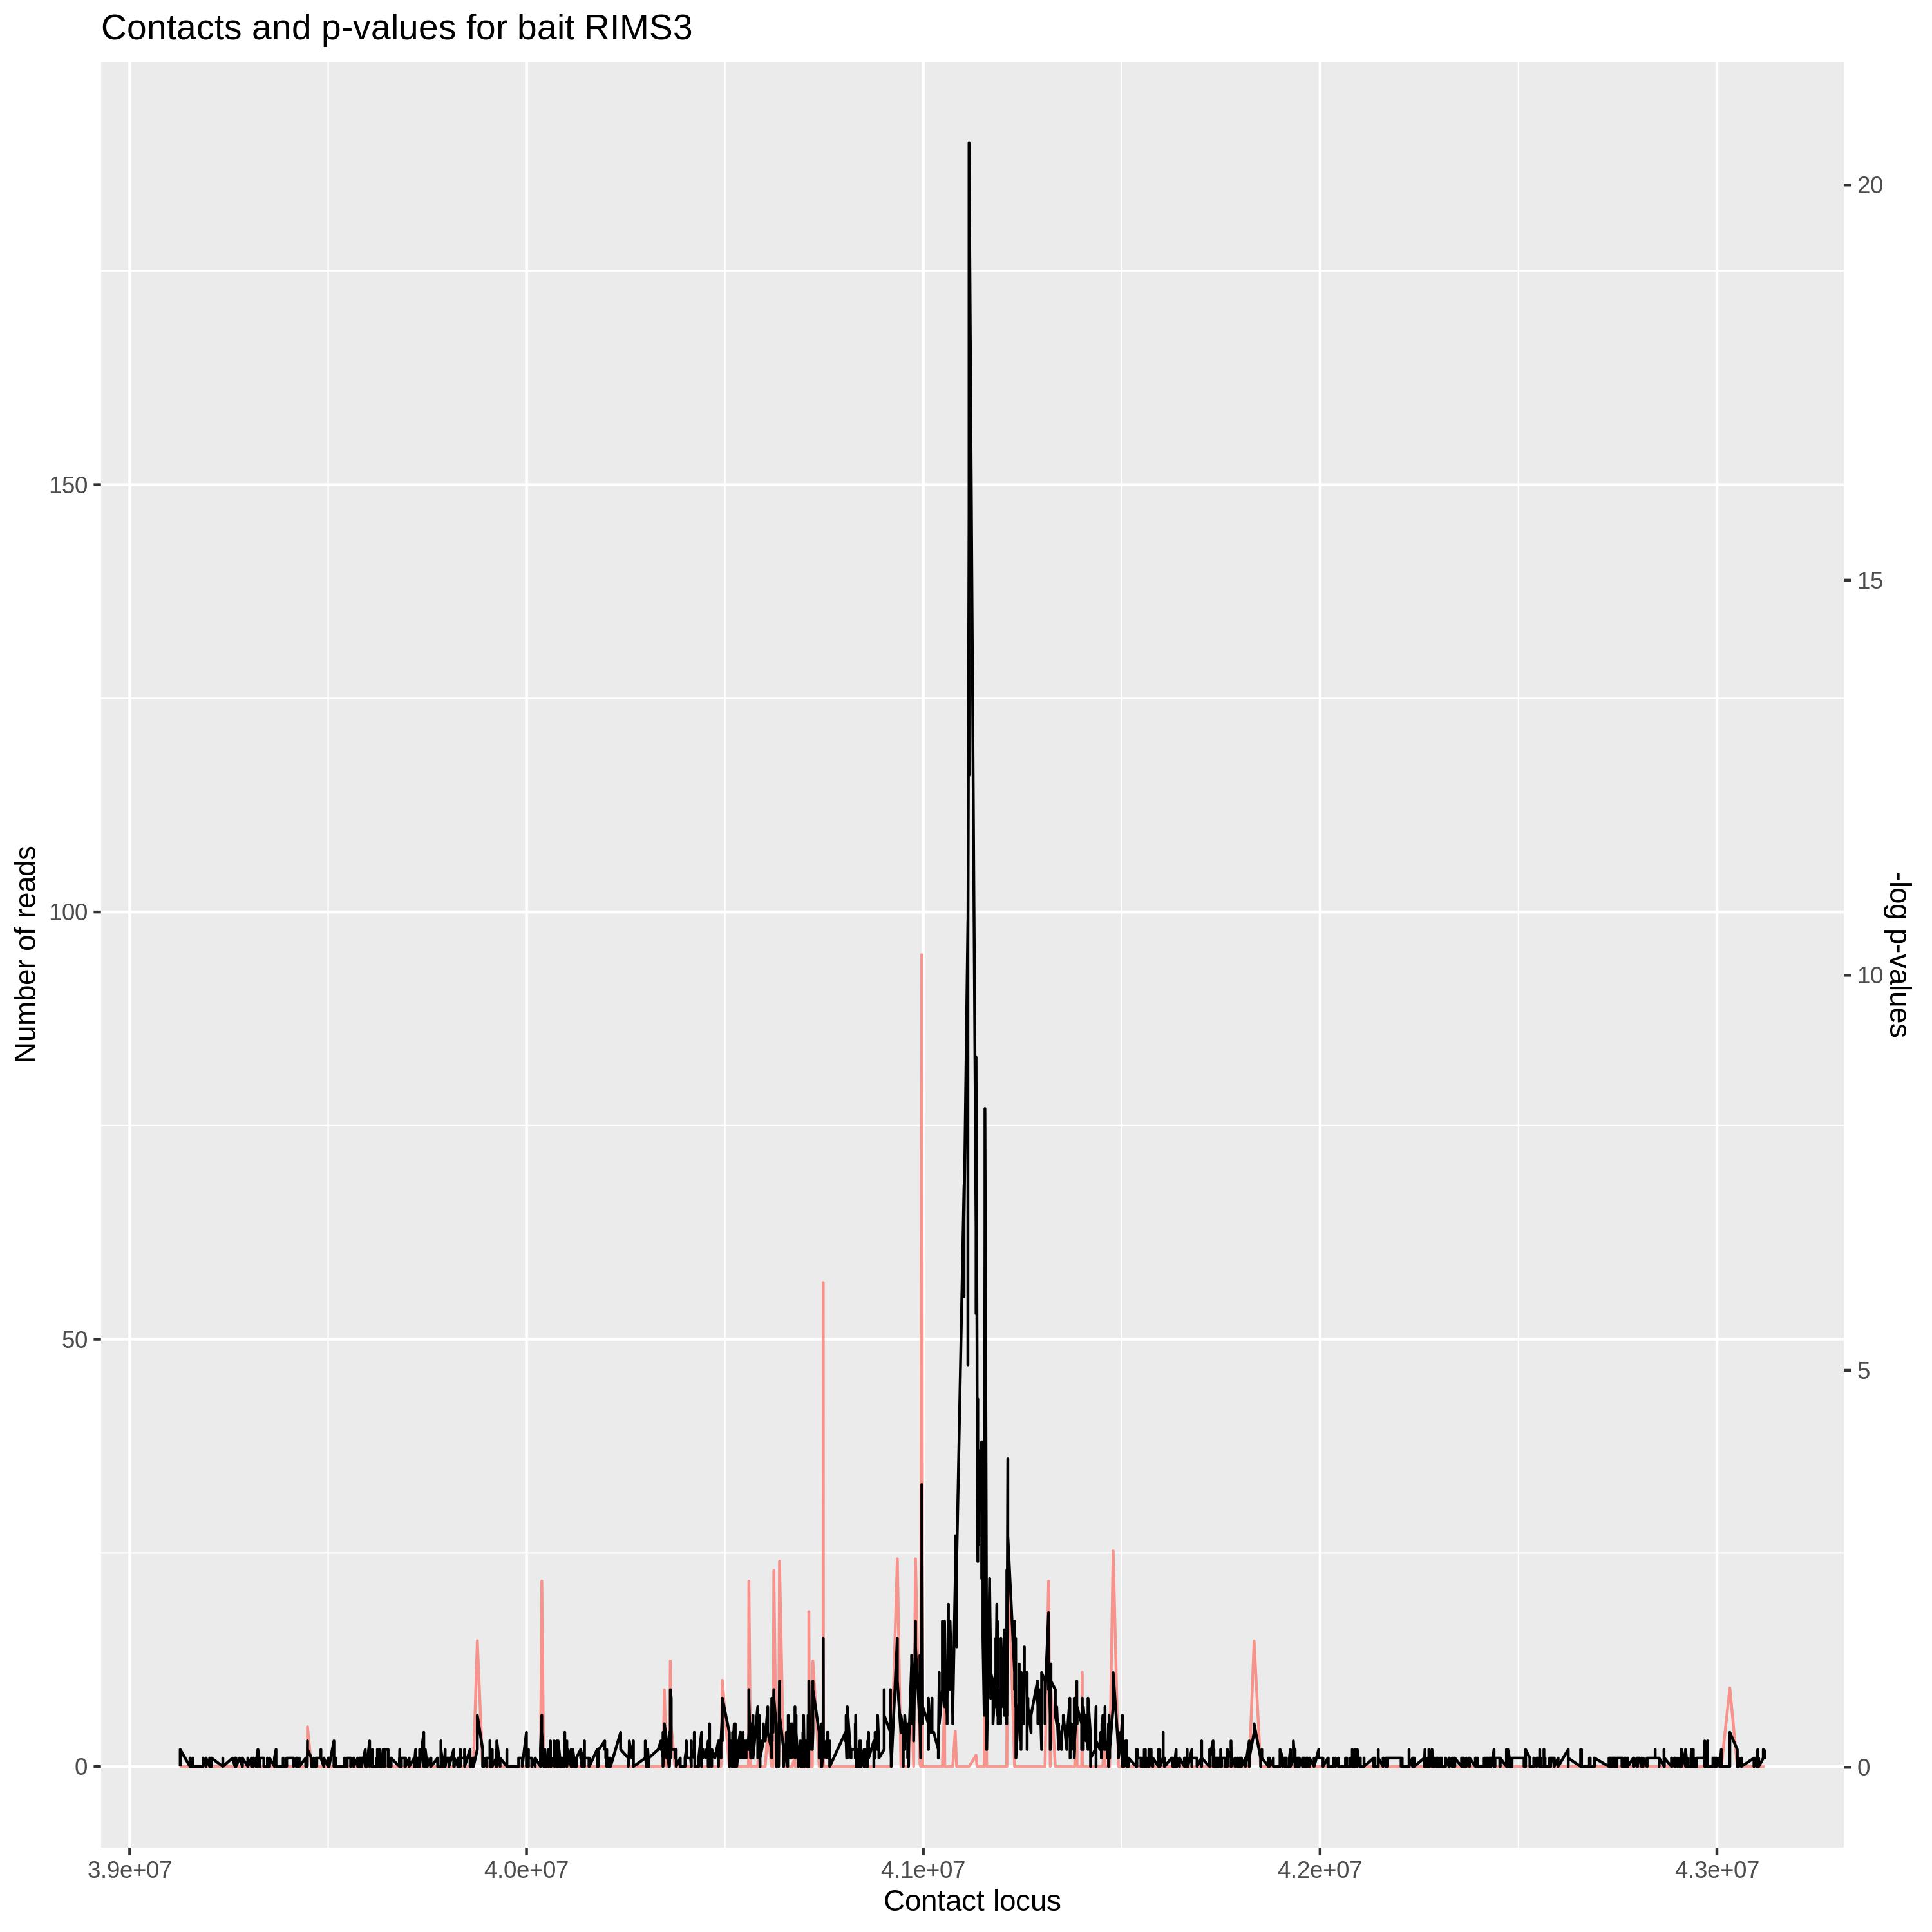 Contacts and p-values for bait RIMS3
Number of reads
150
100
50
0
20
15
10
5
0
-log p-values
3.9e+07
4.0e+07
4.1e+07
4.2e+07
4.3e+07
Contact locus